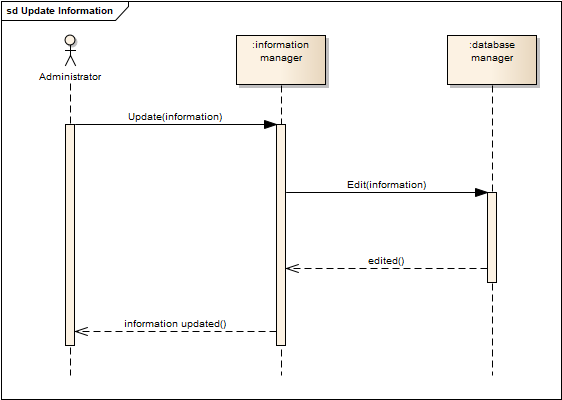 sd Update Information
Administrator
:information
manager
:database
manager
Update(information)
Edit(information)
edited()
information updated()